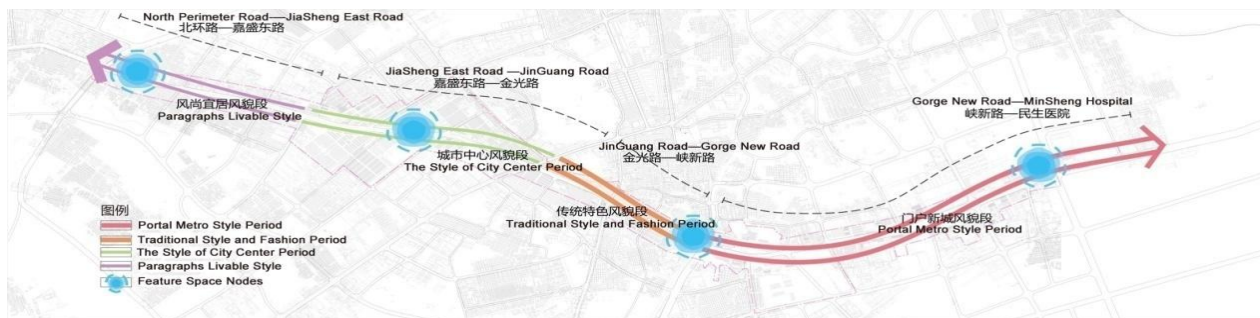 North Perimeter Road—JiaSheng East Road
北环路—嘉盛东路
JiaSheng East Road —JinGuang Road
嘉盛东路—金光路
Gorge New Road—MinSheng Hospital
峡新路—民生医院
JinGuang Road—Gorge New Road
金光路—峡新路
风尚宜居风貌段
Paragraphs Livable Style
城市中心风貌段
The Style of City Center Period
传统特色风貌段
Traditional Style and Fashion Period
门户新城风貌段
Portal Metro Style Period
图例
Portal Metro Style Period
Traditional Style and Fashion Period
The Style of City Center Period
Paragraphs Livable Style
Feature Space Nodes